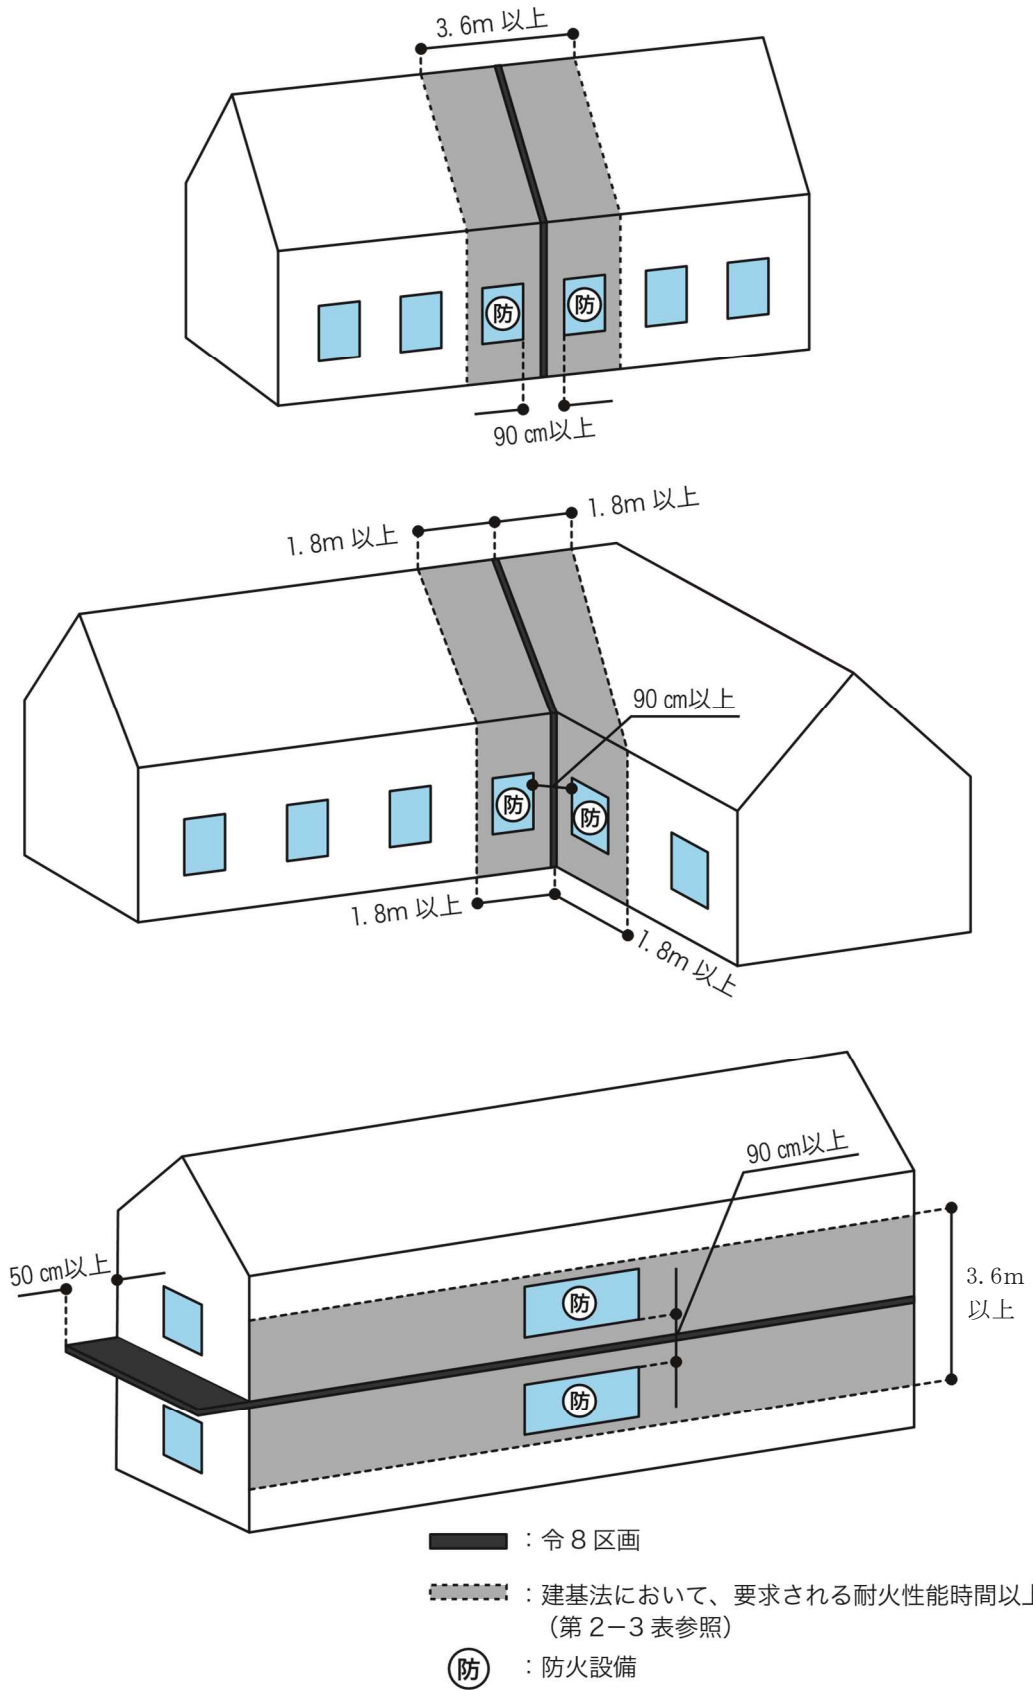 3.6m 以上
防
防
90 cm以上
1.8m 以上
1.8m 以上
90 cm以上
防
防
1.8m 以上
1.8m 以上
90 cm以上
50 cm以上
防
防
3.6m
以上
：令８区画
：建基法において、要求される耐火性能時間以上
（第２−３表参照）
防：防火設備